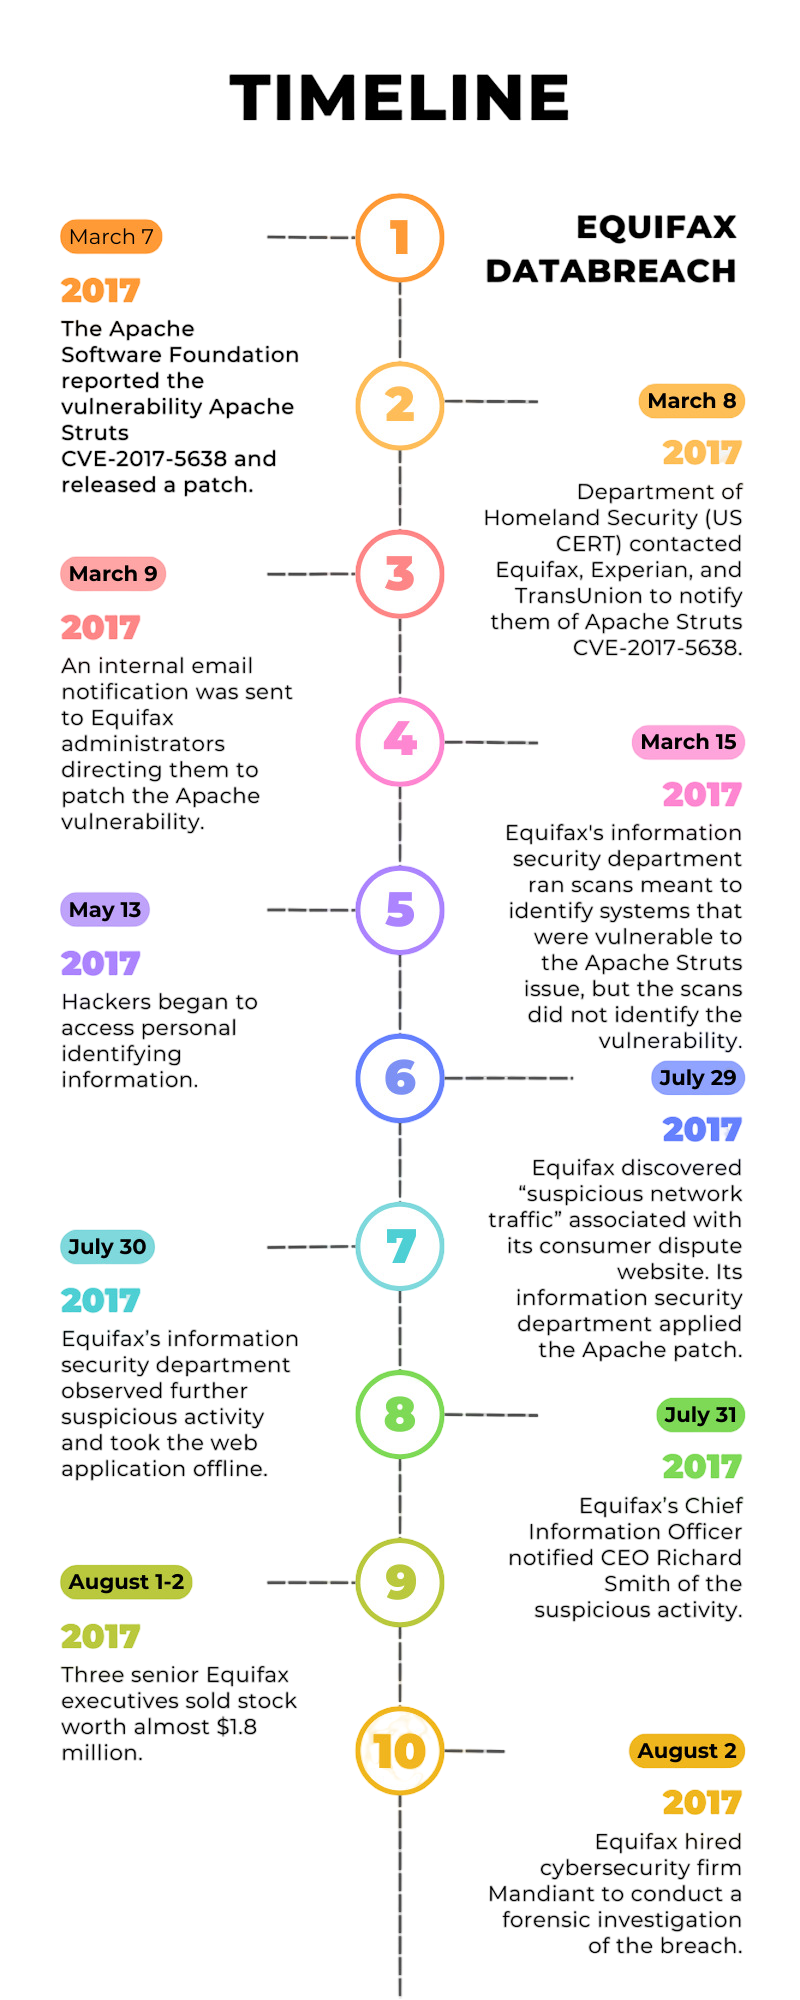 TIMELINE
1
EQUIFAX
DATABREACH
March 7
2017
The Apache
Software Foundation
reported the
vulnerability Apache
Struts
CVE-2017-5638 and
released a patch.
2
March 8
2017
Department of
Homeland Security (US
CERT) contacted
Equifax, Experian, and
TransUnion to notify
them of Apache Struts
CVE-2017-5638.
3
March 9
2017
An internal email
notification was sent
to Equifax
administrators
directing them to
patch the Apache
vulnerability.
4
March 15
2017
Equifax's information
security department
ran scans meant to
identify systems that
were vulnerable to
the Apache Struts
issue, but the scans
did not identify the
vulnerability.
5
May 13
2017
Hackers began to
access personal
identifying
information.
6
July 29
2017
Equifax discovered
“suspicious network
traffic” associated with
its consumer dispute
website. Its
information security
department applied
the Apache patch.
7
July 30
2017
Equifax’s information
security department
observed further
suspicious activity
and took the web
application offline.
8
July 31
2017
Equifax’s Chief
Information Officer
notified CEO Richard
Smith of the
suspicious activity.
9
August 1-2
2017
Three senior Equifax
executives sold stock
worth almost $1.8
million.
10
August 2
2017
Equifax hired
cybersecurity firm
Mandiant to conduct a
forensic investigation
of the breach.